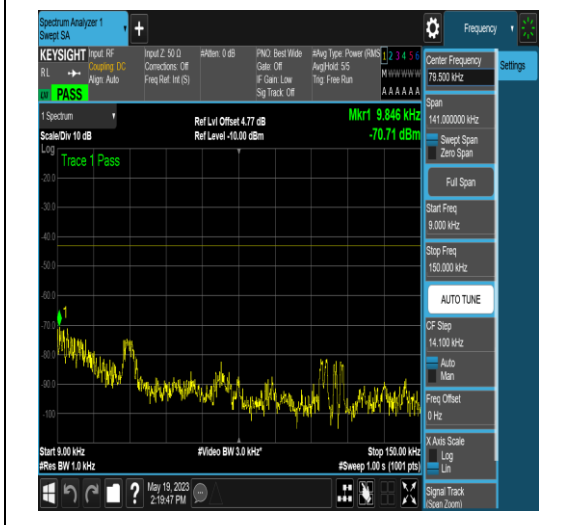 Spectrum Analyzer 1
Swept SA
+
Frequency
KEYSIGHT
Input: RF
Coupling: DC
Align: Auto
Input Z: 50 Ω
Corrections: Off
Freq Ref: Int (S)
#Atten: 0 dB
PNO: Best Wide
Gate: Off
IF Gain: Low
Sig Track: Off
#Avg Type: Power (RMS
Avg|Hold: 5/5
Trig: Free Run
1 2 3 4 5 6
M W W W W W
A A A A A A
R L
PASS
Settings
Center Frequency
79.500 kHz
Span
141.000000 kHz
Swept Span
Zero Span
Full Span
Start Freq
9.000 kHz
Stop Freq
150.000 kHz
AUTO TUNE
CF Step
14.100 kHz
Auto
Man
Freq Offset
0 Hz
X Axis Scale
Log
Lin
Signal Track
(Span Zoom)
1 Spectrum
Scale/Div 10 dB
Ref Lvl Offset 4.77 dB
Ref Level -10.00 dBm
Mkr1 9.846 kHz
-70.71 dBm
Log
Trace 1 Pass
-20.0
-30.0
-40.0
-50.0
-60.0
-70.0
-80.0
-90.0
-100
1
Start 9.00 kHz
#Res BW 1.0 kHz
#Video BW 3.0 kHz*
Stop 150.00 kHz
#Sweep 1.00 s (1001 pts)
?
May 19, 2023
2:19:47 PM